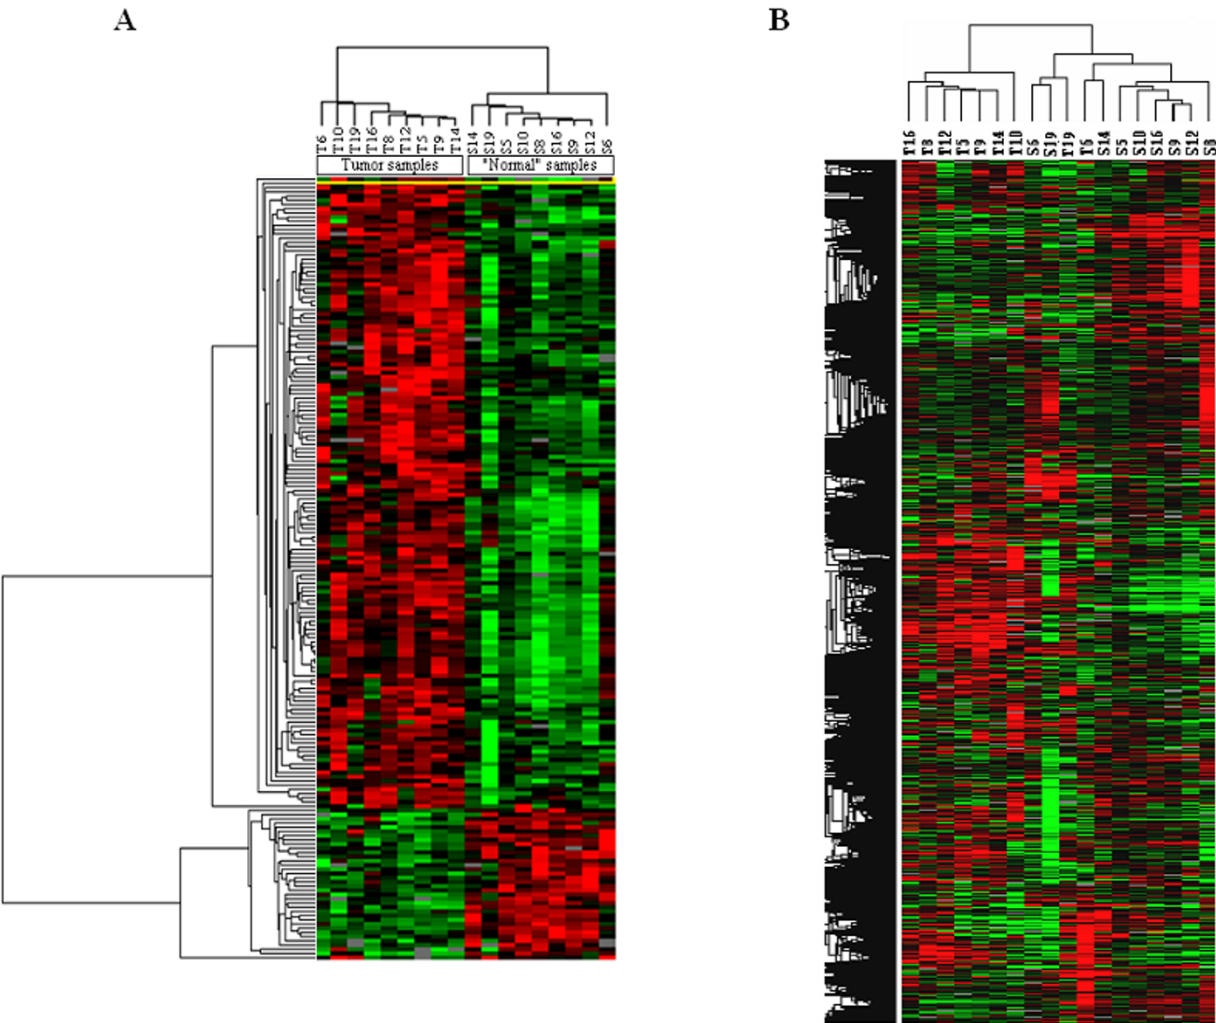 A
B
T6 T10 T19 T16 T8 T12 T5 T9 T14 S14 S19 S5 S10 S8 S16 S9 S12 S6
Tumor samples "Normal" samples
T16 T8 T12 T5 T9 T14 T10 S6 S19 T19 T6 S14 S5 S10 S16 S9 S12 S8